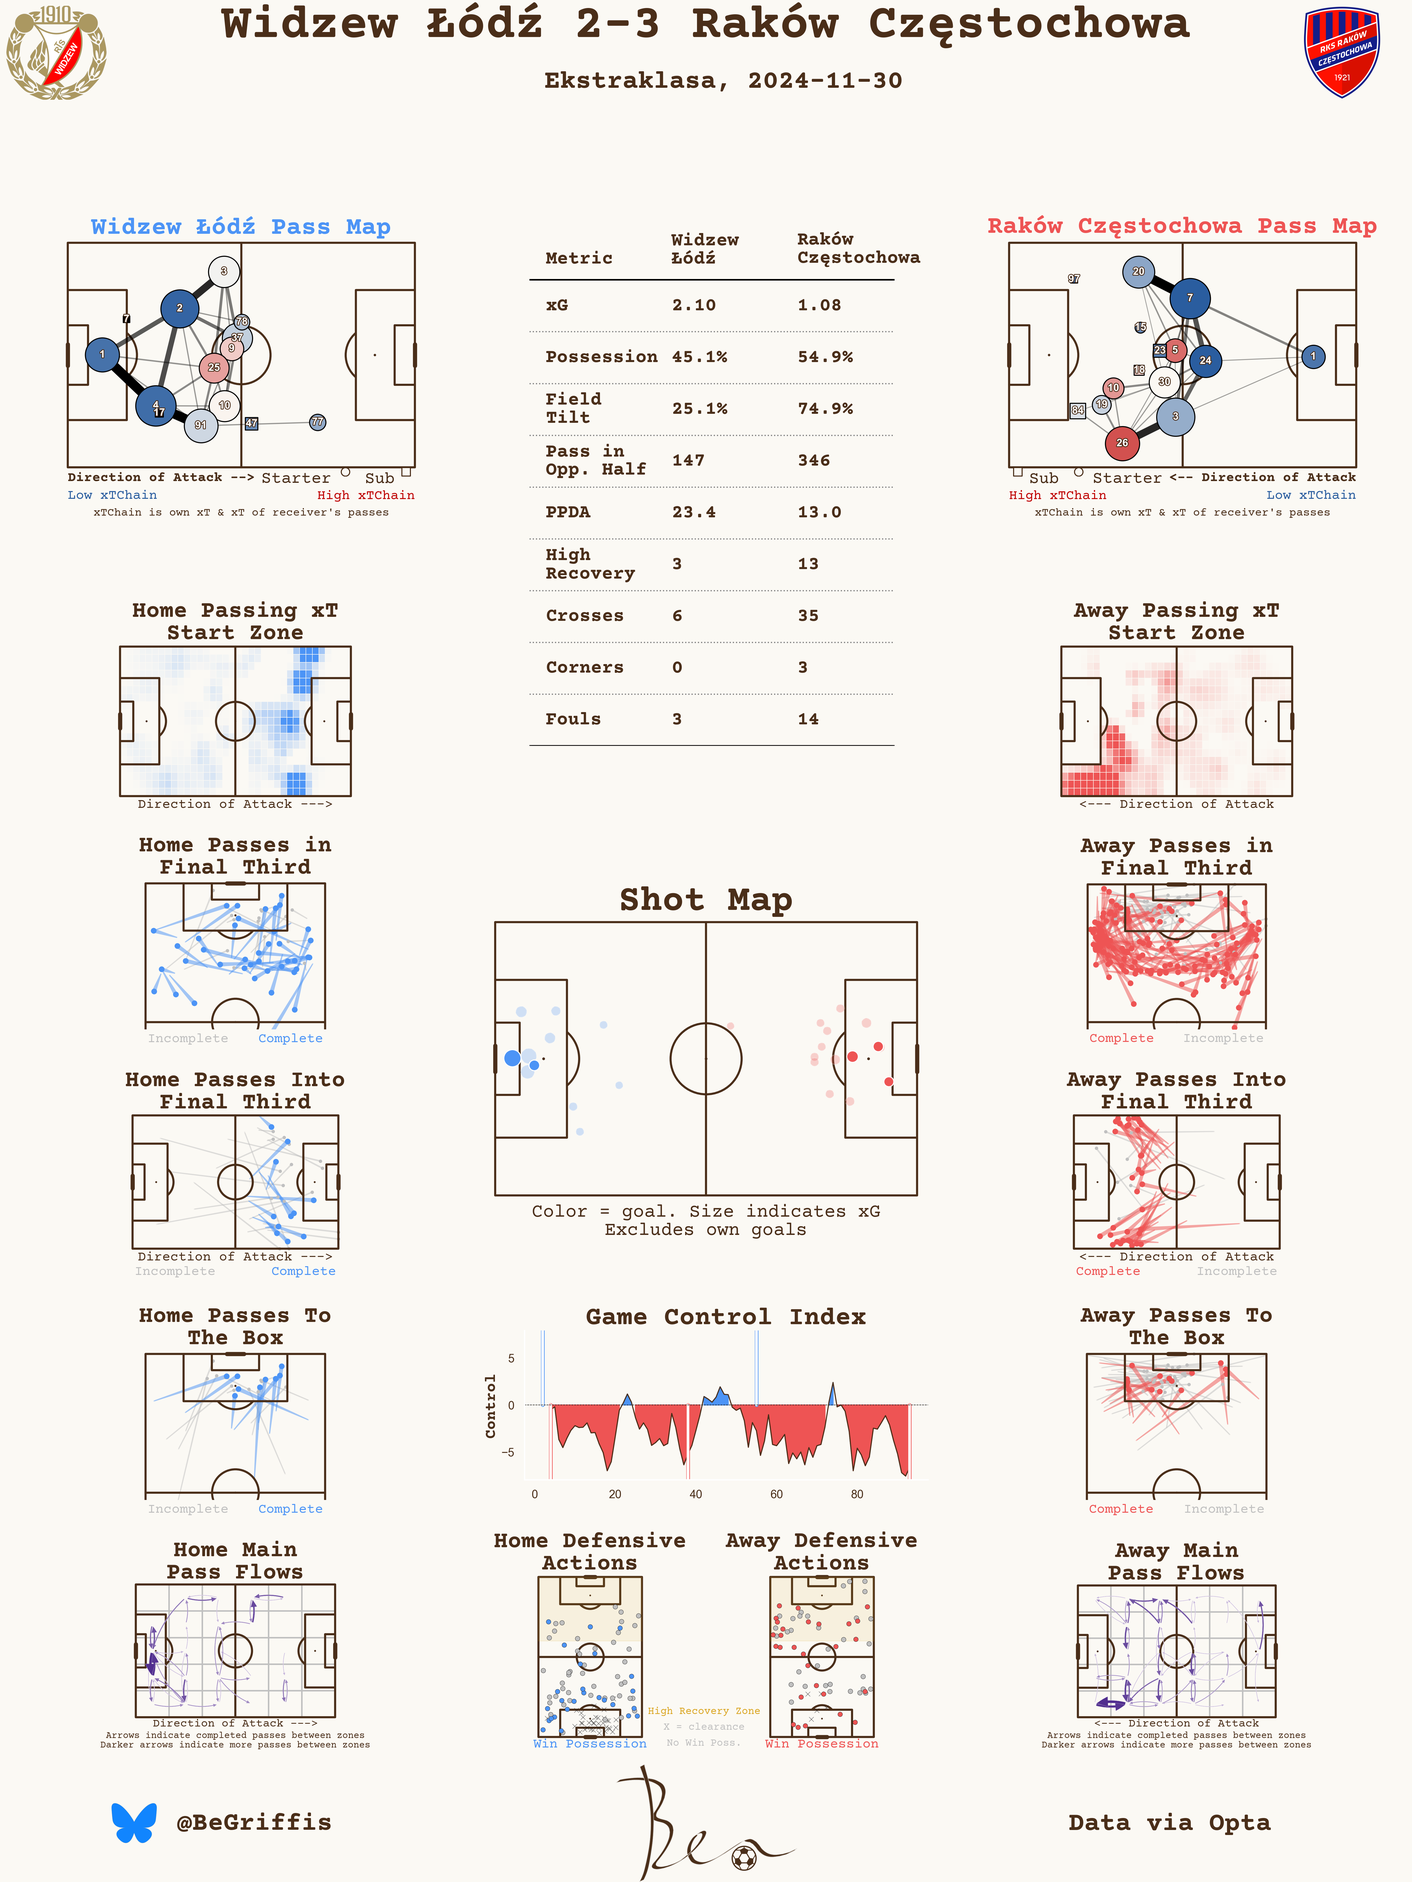 Widzew Łódź 2-3 Raków Częstochowa
Ekstraklasa, 2024-11-30
1910
RTS
WIDZEW
RKS RAKÓW
CZĘSTOCHOWA
1921
Widzew Łódź Pass Map
3
2
7
78
37
9
1
25
4
17
10
91
47
77
Direction of Attack --> Starter Sub
Low xTChain High xTChain
xTChain is own xT & xT of receiver's passes
Metric Widzew Łódź Raków Częstochowa
xG 2.10 1.08
Possession 45.1% 54.9%
Field Tilt 25.1% 74.9%
Pass in Opp. Half 147 346
PPDA 23.4 13.0
High Recovery 3 13
Crosses 6 35
Corners 0 3
Fouls 3 14
Raków Częstochowa Pass Map
20
97
7
15
23
5
24
1
18
30
10
19
84
3
26
Sub Starter <-- Direction of Attack
High xTChain Low xTChain
xTChain is own xT & xT of receiver's passes
Home Passing xT
Start Zone
Direction of Attack --->
Away Passing xT
Start Zone
<--- Direction of Attack
Home Passes in
Final Third
Incomplete Complete
Shot Map
Color = goal. Size indicates xG
Excludes own goals
Away Passes in
Final Third
Complete Incomplete
Home Passes Into
Final Third
Direction of Attack --->
Incomplete Complete
Away Passes Into
Final Third
<--- Direction of Attack
Complete Incomplete
Home Passes To
The Box
Incomplete Complete
Game Control Index
Control
5
0
−5
0 20 40 60 80
Away Passes To
The Box
Complete Incomplete
Home Main
Pass Flows
Direction of Attack --->
Arrows indicate completed passes between zones
Darker arrows indicate more passes between zones
Home Defensive
Actions
Win Possession
High Recovery Zone
X = clearance
No Win Poss.
Away Defensive
Actions
Win Possession
Away Main
Pass Flows
<--- Direction of Attack
Arrows indicate completed passes between zones
Darker arrows indicate more passes between zones
@BeGriffis
Ben
Data via Opta